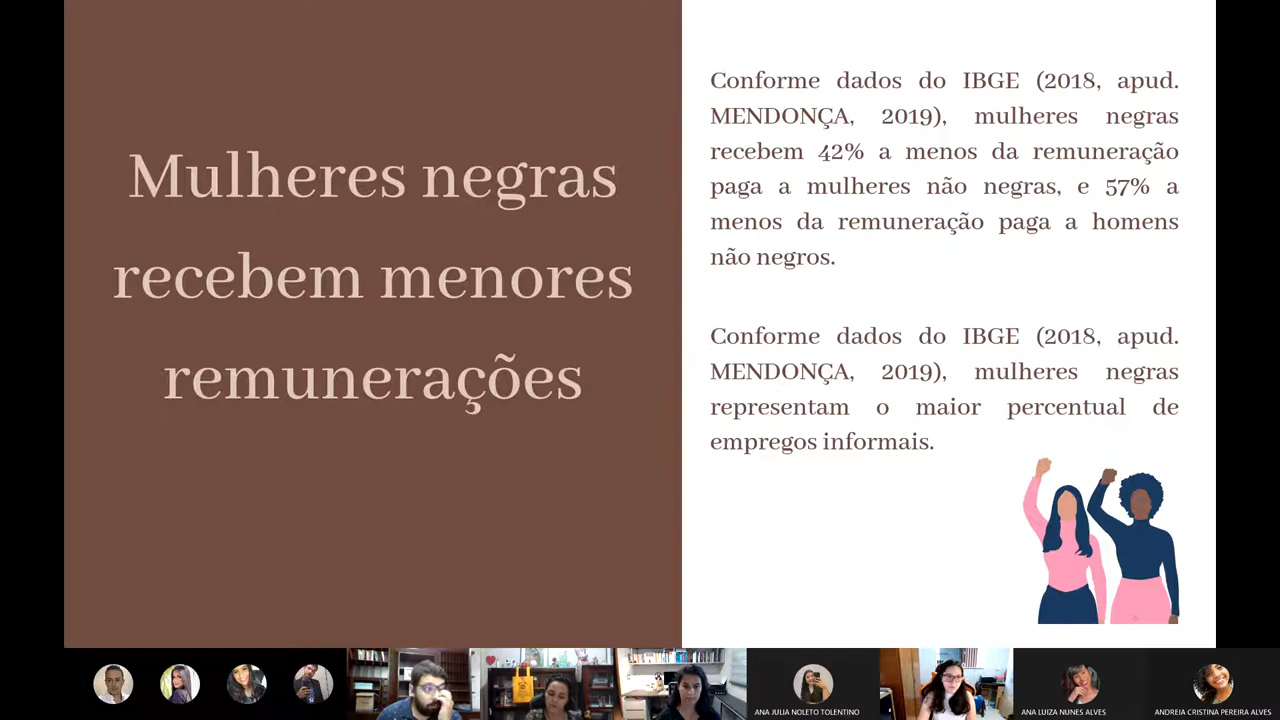 Mulheres negras
recebem menores
remunerações
Conforme dados do IBGE (2018, apud.
MENDONÇA, 2019), mulheres negras
recebem 42% a menos da remuneração
paga a mulheres não negras, e 57% a
menos da remuneração paga a homens
não negros.
Conforme dados do IBGE (2018, apud.
MENDONÇA, 2019), mulheres negras
representam o maior percentual de
empregos informais.
ANA JULIA NOLETO TOLENTINO
ANA LUIZA NUNES ALVES
ANDREIA CRISTINA PEREIRA ALVES